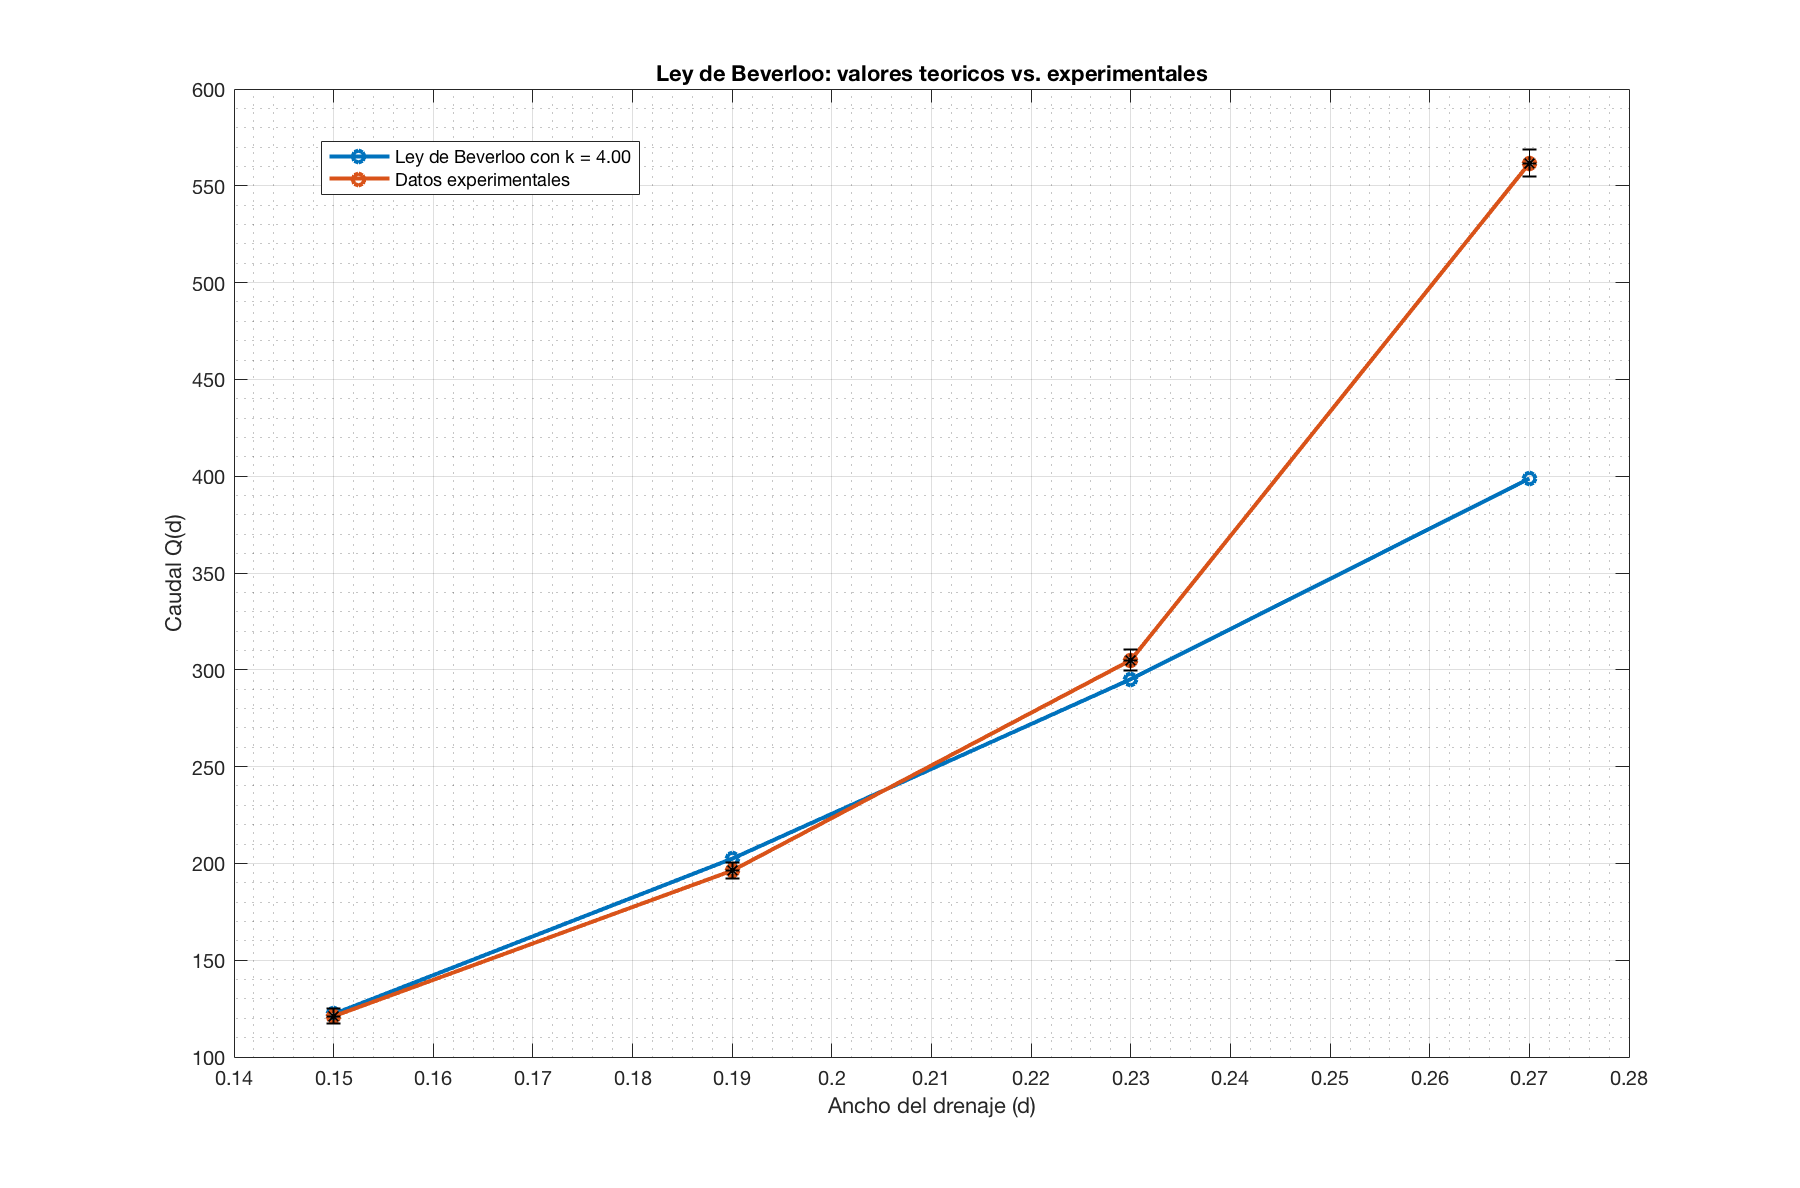 Ley de Beverloo: valores teoricos vs. experimentales
600
Ley de Beverloo con k = 4.00
Datos experimentales
550
500
450
400
350
300
250
200
150
100
Caudal Q(d)
0.14 0.15 0.16 0.17 0.18 0.19 0.2 0.21 0.22 0.23 0.24 0.25 0.26 0.27 0.28
Ancho del drenaje (d)